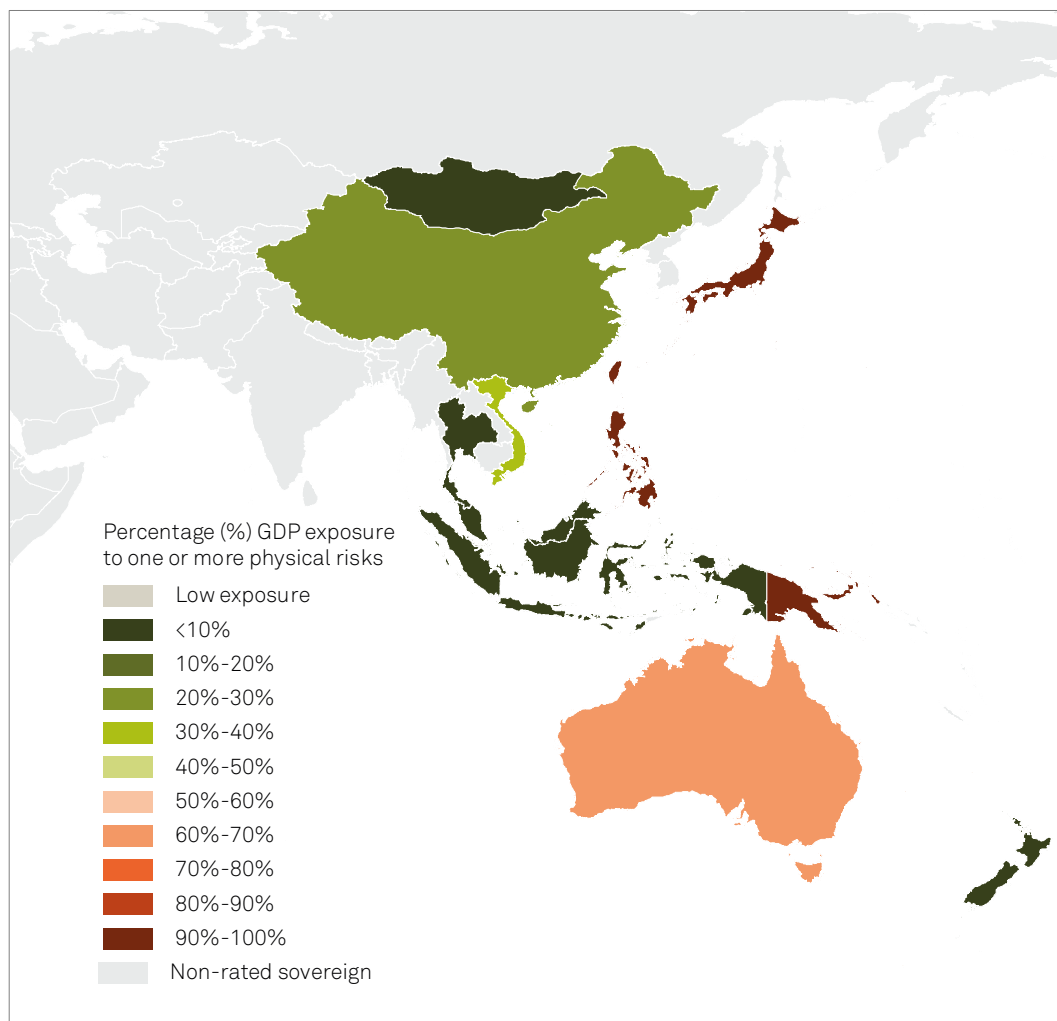 Percentage (%) GDP exposure
to one or more physical risks
Low exposure
<10%
10%-20%
20%-30%
30%-40%
40%-50%
50%-60%
60%-70%
70%-80%
80%-90%
90%-100%
Non-rated sovereign